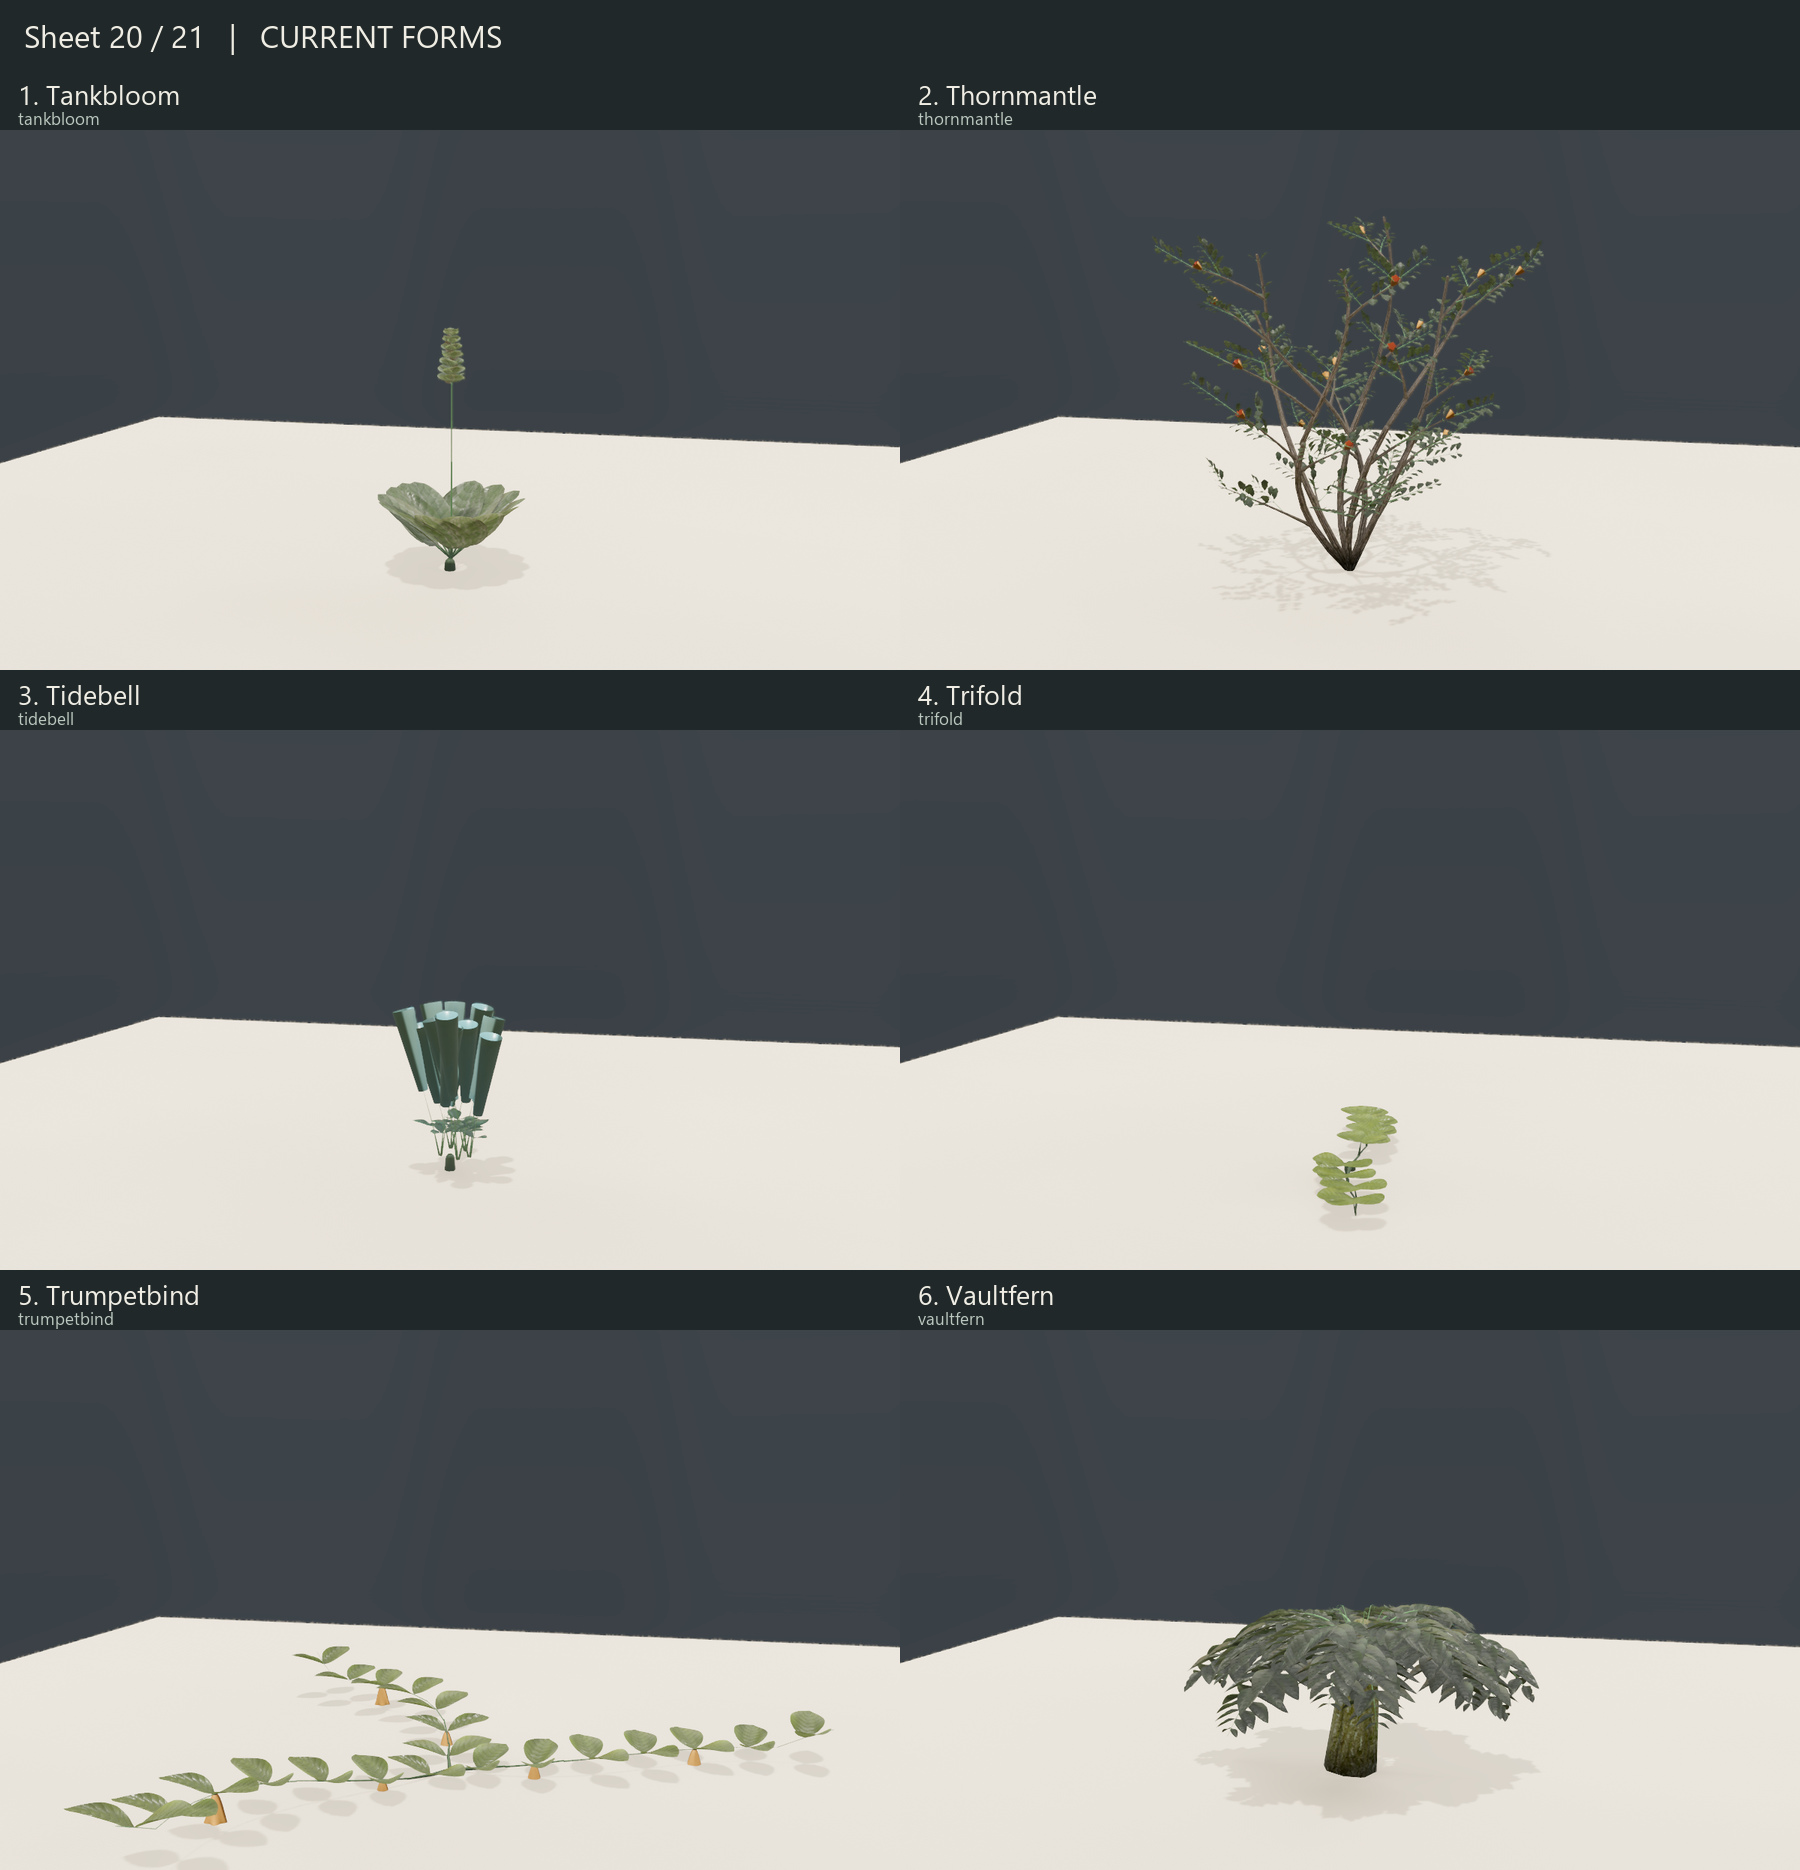 Sheet 20 / 21 | CURRENT FORMS
1. Tankbloom
tankbloom
2. Thornmantle
thornmantle
3. Tidebell
tidebell
4. Trifold
trifold
5. Trumpetbind
trumpetbind
6. Vaultfern
vaultfern